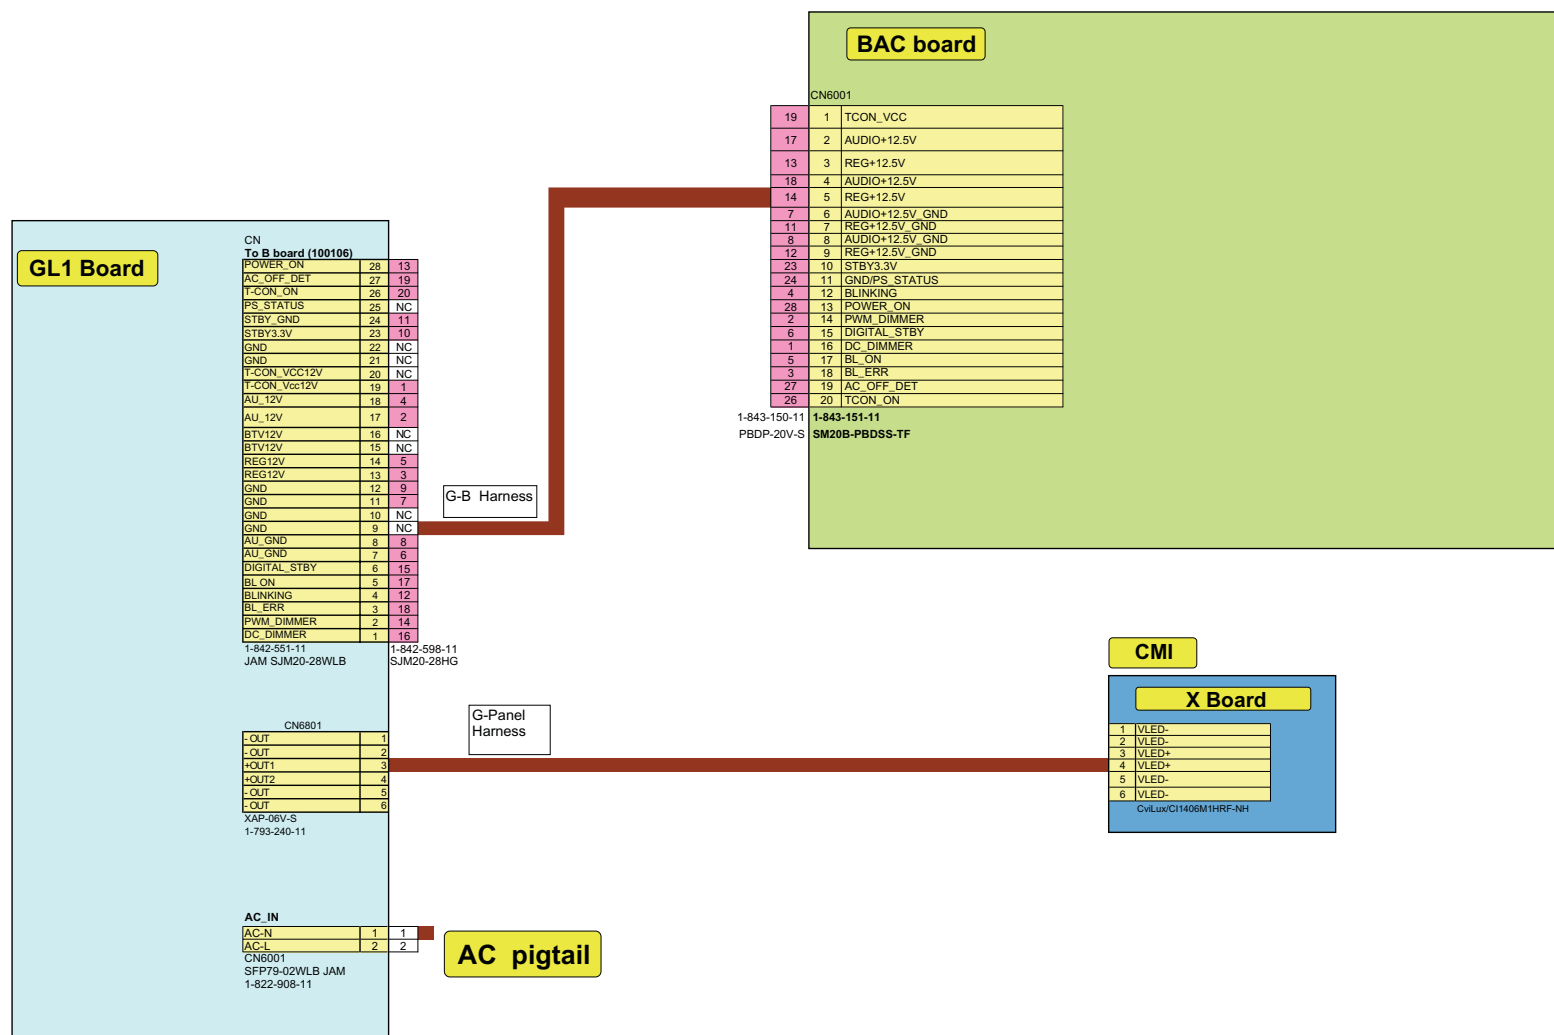 BAC board
CN6001
19 1 TCON_VCC
17 2 AUDIO+12.5V
13 3 REG+12.5V
18 4 AUDIO+12.5V
14 5 REG+12.5V
7 6 AUDIO+12.5V_GND
11 7 REG+12.5V_GND
8 8 AUDIO+12.5V_GND
12 9 REG+12.5V_GND
23 10 STBY3.3V
24 11 GND/PS_STATUS
4 12 BLINKING
28 13 POWER_ON
2 14 PWM_DIMMER
6 15 DIGITAL_STBY
1 16 DC_DIMMER
5 17 BL_ON
3 18 BL_ERR
27 19 AC_OFF_DET
26 20 TCON_ON
1-843-150-11 1-843-151-11
PBDP-20V-S SM20B-PBDSS-TF
GL1 Board
CN
To B board (100106)
POWER_ON 28 13
AC_OFF_DET 27 19
T-CON_ON 26 20
PS_STATUS 25 NC
STBY_GND 24 11
STBY3.3V 23 10
GND 22 NC
GND 21 NC
T-CON_VCC12V 20 NC
T-CON_Vcc12V 19 1
AU_12V 18 4
AU_12V 17 2
BTV12V 16 NC
BTV12V 15 NC
REG12V 14 5
REG12V 13 3
GND 12 9
GND 11 7
GND 10 NC
GND 9 NC
AU_GND 8 8
AU_GND 7 6
DIGITAL_STBY 6 15
BL ON 5 17
BLINKING 4 12
BL_ERR 3 18
PWM_DIMMER 2 14
DC_DIMMER 1 16
1-842-551-11 1-842-598-11
JAM SJM20-28WLB SJM20-28HG
G-B Harness
CN6801
- OUT 1
- OUT 2
+OUT1 3
+OUT2 4
- OUT 5
- OUT 6
XAP-06V-S
1-793-240-11
G-Panel
Harness
CMI
X Board
1 VLED-
2 VLED-
3 VLED+
4 VLED+
5 VLED-
6 VLED-
CviLux/CI1406M1HRF-NH
AC_IN
AC-N 1 1
AC-L 2 2
CN6001
SFP79-02WLB JAM
1-822-908-11
AC pigtail